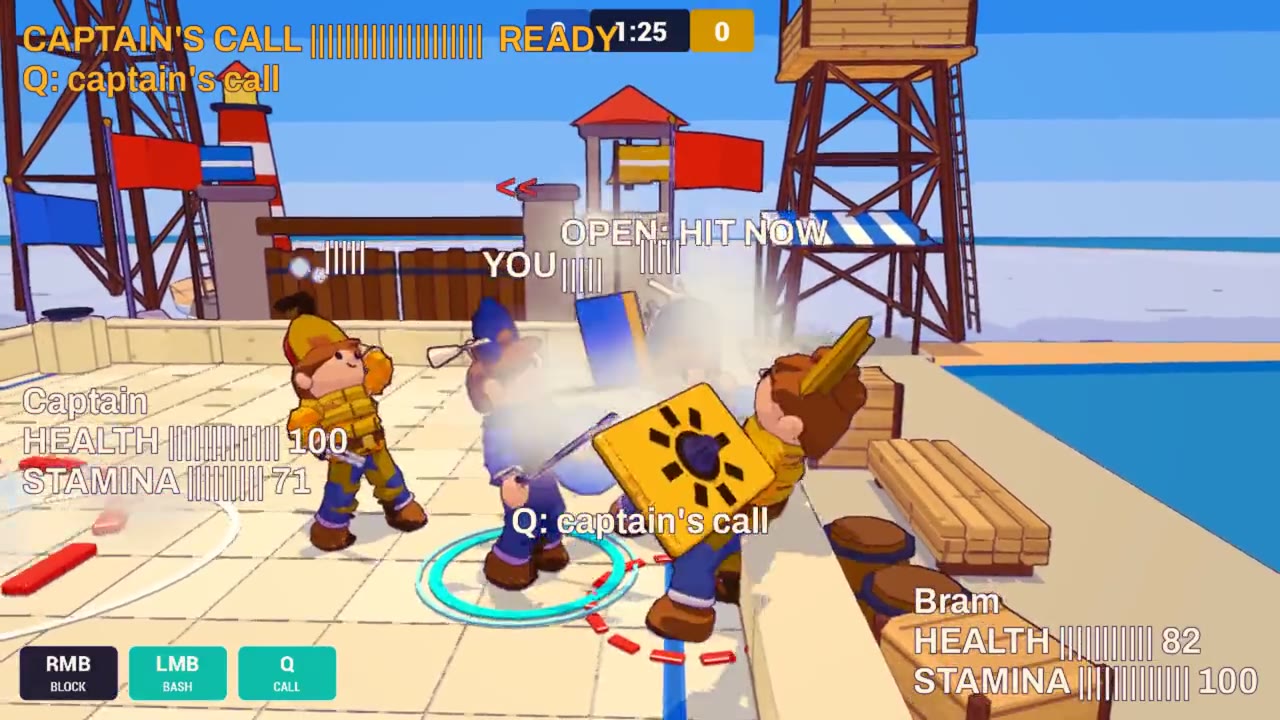 CAPTAIN'S CALL |||||||||||||||||||| READY
Q: captain's call
0 1:25 0
<<
OPEN: HIT NOW
YOU
Captain
HEALTH ||||||||||||| 100
STAMINA ||||||||| 71
Q: captain's call
Bram
HEALTH ||||||||||| 82
STAMINA ||||||||||||| 100
RMB
BLOCK
LMB
BASH
Q
CALL